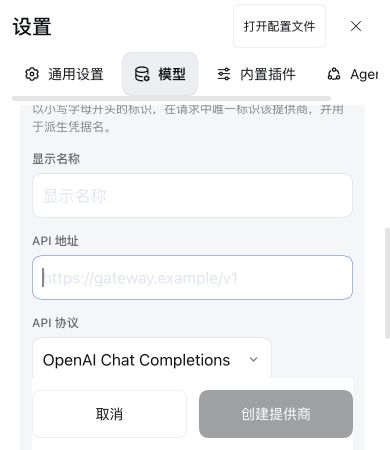 设置
打开配置文件
通用设置
模型
内置插件
Agen
以小写字母开头的标识，在请求中唯一标识该提供商，并用
于派生凭据名。
显示名称
显示名称
API 地址
https://gateway.example/v1
API 协议
OpenAI Chat Completions
取消
创建提供商